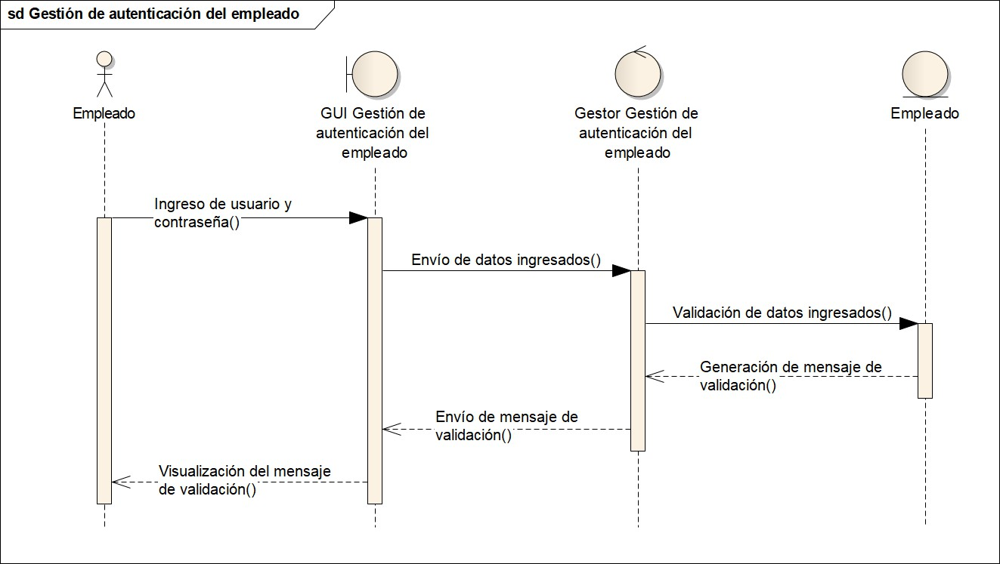 sd Gestión de autenticación del empleado
Empleado
GUI Gestión de
autenticación del
empleado
Gestor Gestión de
autenticación del
empleado
Empleado
Ingreso de usuario y
contraseña()
Envío de datos ingresados()
Validación de datos ingresados()
Generación de mensaje de
validación()
Envío de mensaje de
validación()
Visualización del mensaje
de validación()